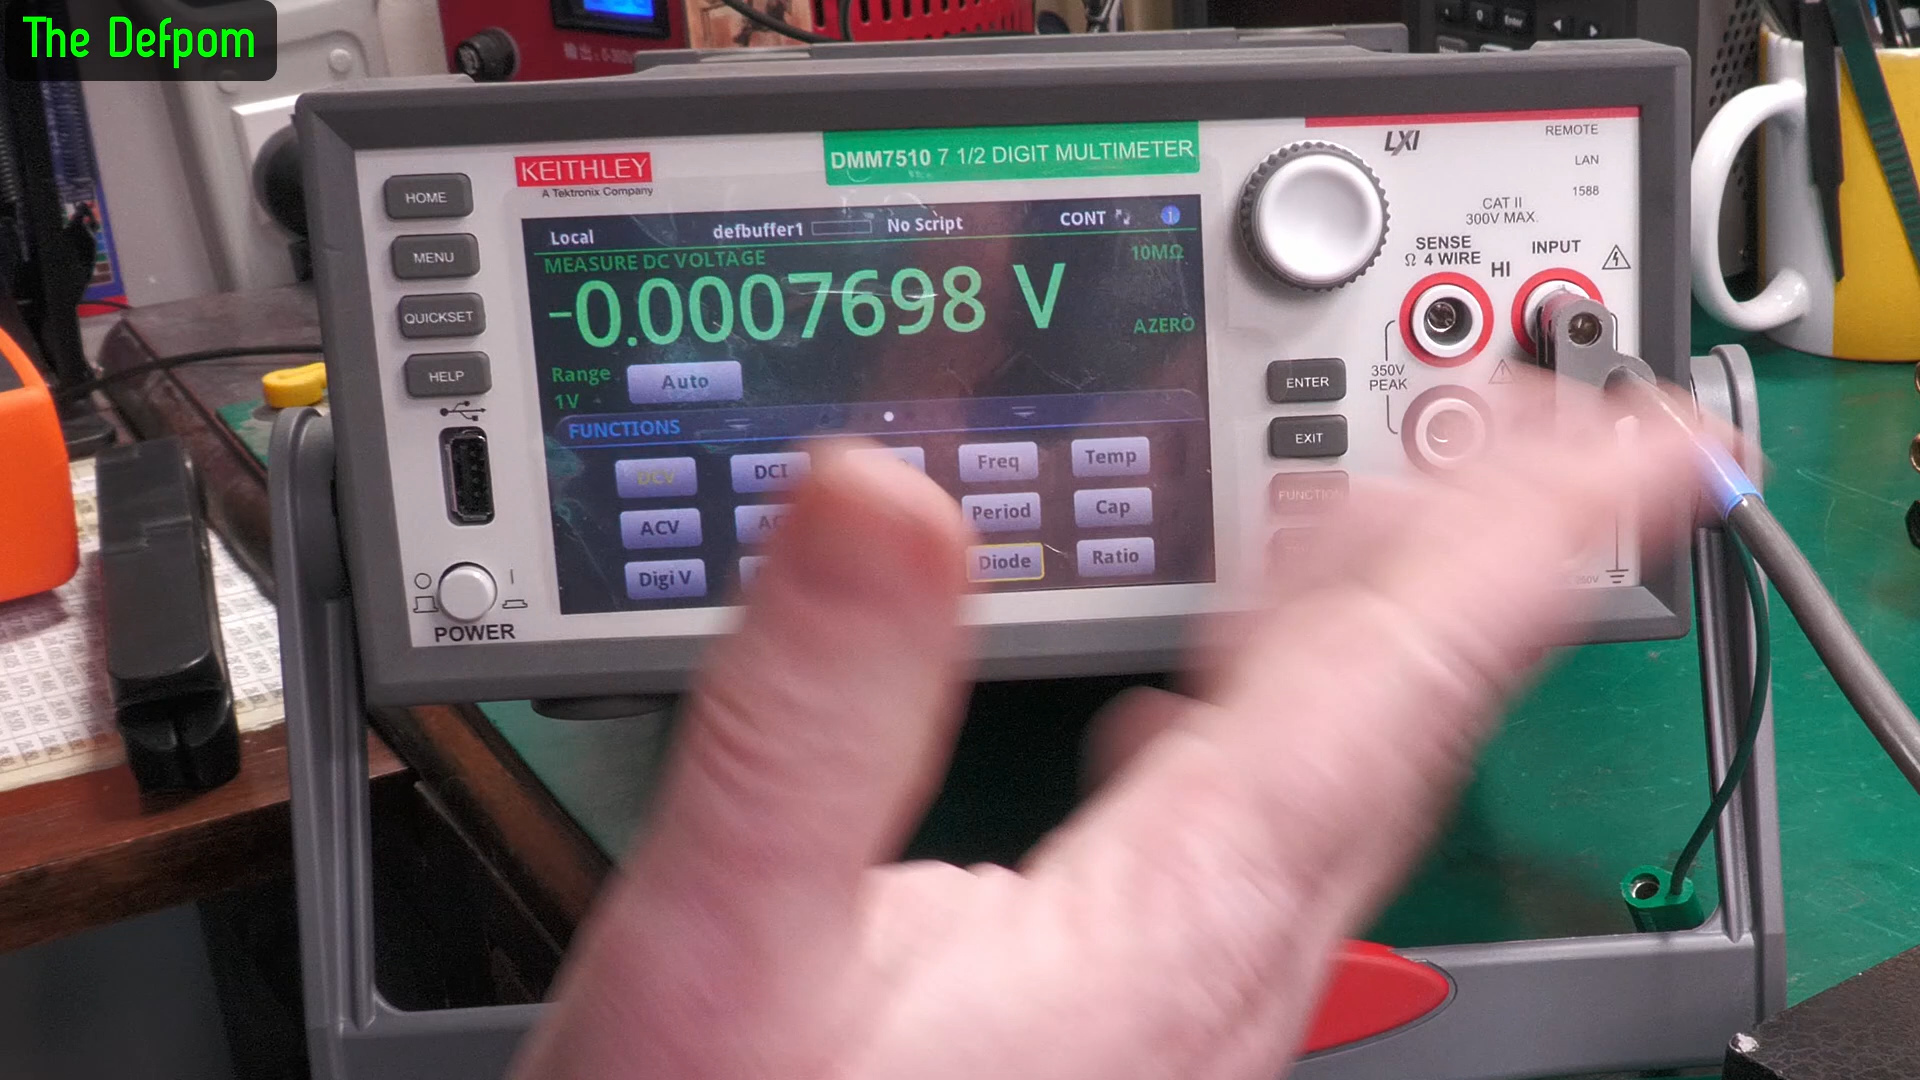 The Defpom
KEITHLEY
A Tektronix Company
DMM7510 7 1/2 DIGIT MULTIMETER
LXI
REMOTE
LAN
1588
CAT II
300V MAX.
HOME
MENU
QUICKSET
HELP
POWER
Local
defbuffer1
No Script
CONT
MEASURE DC VOLTAGE
10MΩ
-0.0007698 V
AZERO
Range
Auto
1V
FUNCTIONS
DCV
DCI
Freq
Temp
ACV
Period
Cap
Digi V
Diode
Ratio
SENSE
Ω 4 WIRE
HI
INPUT
350V
PEAK
ENTER
EXIT
FUNCTION
Enter